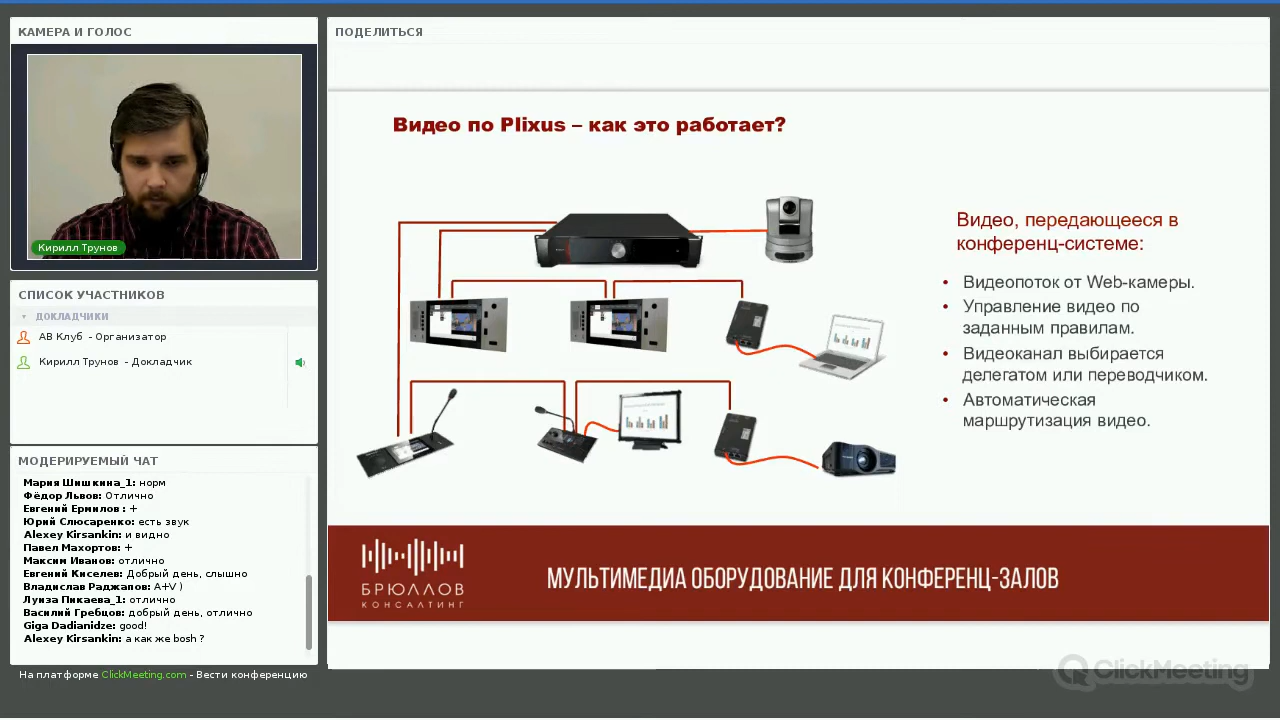 КАМЕРА И ГОЛОС
Кирилл Трунов
СПИСОК УЧАСТНИКОВ
ДОКЛАДЧИКИ
АВ Клуб - Организатор
Кирилл Трунов - Докладчик
МОДЕРИРУЕМЫЙ ЧАТ
Мария Шишкина_1: норм
Фёдор Львов: Отлично
Евгений Ермилов : +
Юрий Слюсаренко: есть звук
Alexey Kirsankin: и видно
Павел Махортов: +
Максим Иванов: отлично
Евгений Киселев: Добрый день, слышно
Владислав Раджапов: A+V )
Луиза Пикаева_1: отлично
Василий Гребцов: добрый день, отлично
Giga Dadianidze: good!
Alexey Kirsankin: а как же bosh ?
На платформе ClickMeeting.com - Вести конференцию
ПОДЕЛИТЬСЯ
Видео по Plixus – как это работает?
Видео, передающееся в
конференц-системе:
• Видеопоток от Web-камеры.
• Управление видео по
заданным правилам.
• Видеоканал выбирается
делегатом или переводчиком.
• Автоматическая
маршрутизация видео.
БРЮЛЛОВ
КОНСАЛТИНГ
МУЛЬТИМЕДИА ОБОРУДОВАНИЕ ДЛЯ КОНФЕРЕНЦ-ЗАЛОВ
ClickMeeting